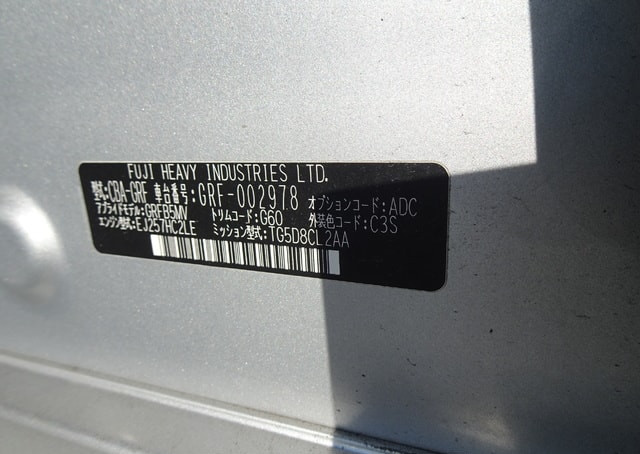 FUJI HEAVY INDUSTRIES LTD.
型式: CBA-GRF 車台番号: GRF-002978 オプションコード: ADC
アプライドモデル: GRFB5MV トリムコード: G60 外装色コード: C3S
エンジン型式: EJ257HC2LE ミッション型式: TG5D8CL2AA